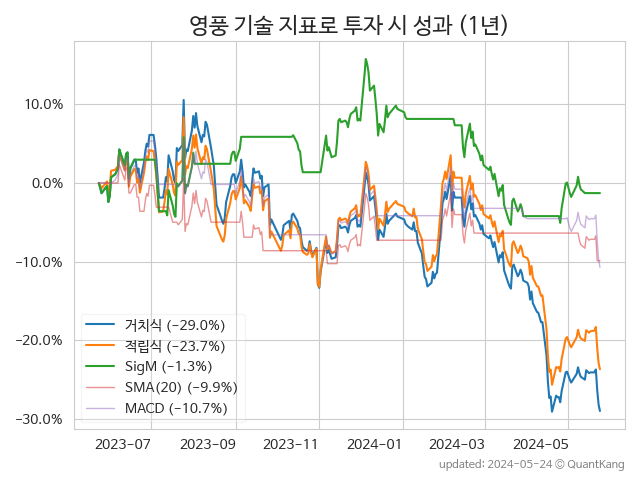 영풍 기술 지표로 투자 시 성과 (1년)
10.0%
0.0%
−10.0%
−20.0%
−30.0%
거치식 (−29.0%)
적립식 (−23.7%)
SigM (−1.3%)
SMA(20) (−9.9%)
MACD (−10.7%)
2023-07
2023-09
2023-11
2024-01
2024-03
2024-05
updated: 2024-05-24 © QuantKang